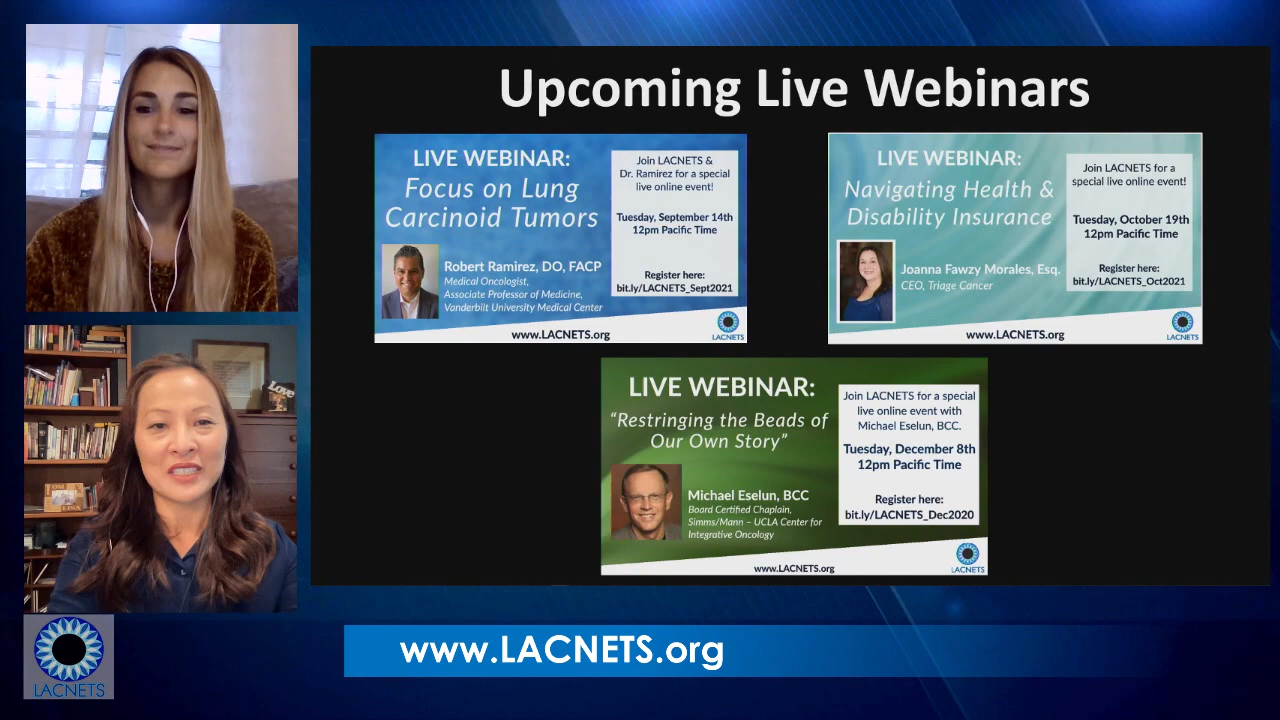 Upcoming Live Webinars
LIVE WEBINAR:
Focus on Lung
Carcinoid Tumors
Robert Ramirez, DO, FACP
Medical Oncologist,
Associate Professor of Medicine,
Vanderbilt University Medical Center
Join LACNETS &
Dr. Ramirez for a special
live online event!
Tuesday, September 14th
12pm Pacific Time
Register here:
bit.ly/LACNETS_Sept2021
www.LACNETS.org
LACNETS
LIVE WEBINAR:
Navigating Health &
Disability Insurance
Joanna Fawzy Morales, Esq.
CEO, Triage Cancer
Join LACNETS for a
special live online event!
Tuesday, October 19th
12pm Pacific Time
Register here:
bit.ly/LACNETS_Oct2021
www.LACNETS.org
LACNETS
LIVE WEBINAR:
“Restringing the Beads of
Our Own Story”
Michael Eselun, BCC
Board Certified Chaplain,
Simms/Mann – UCLA Center for
Integrative Oncology
Join LACNETS for a special
live online event with
Michael Eselun, BCC.
Tuesday, December 8th
12pm Pacific Time
Register here:
bit.ly/LACNETS_Dec2020
www.LACNETS.org
LACNETS
Love
www.LACNETS.org
LACNETS